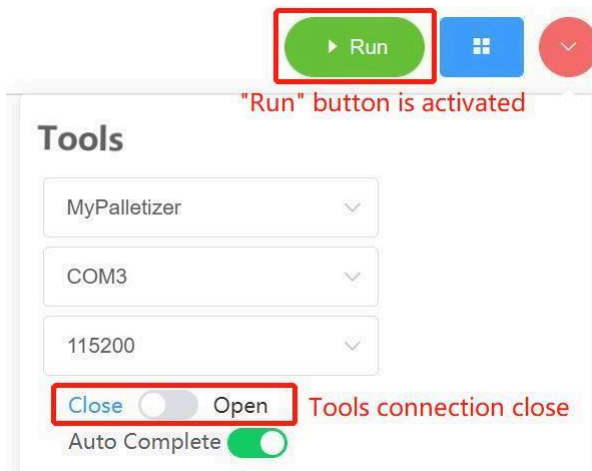 Run
"Run" button is activated
Tools
MyPalletizer
COM3
115200
Close Open Tools connection close
Auto Complete